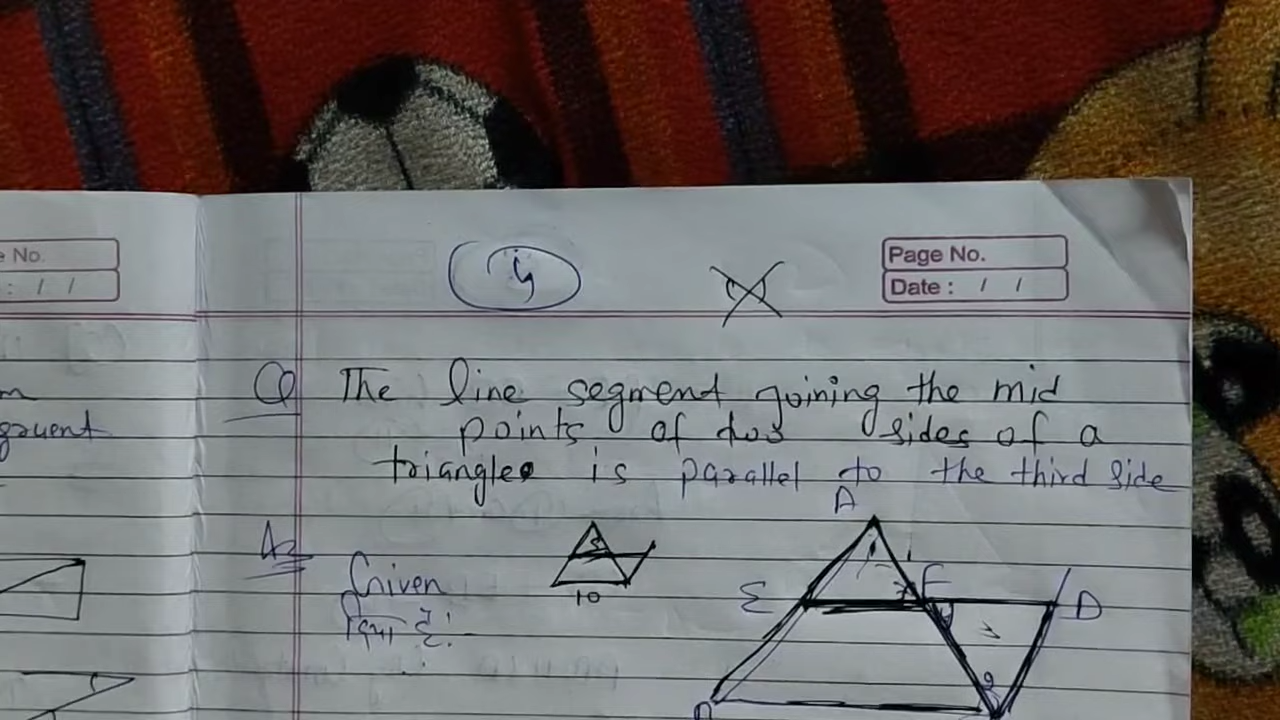 e No.
: / /
Page No.
Date : / /
Q The line segment joining the mid
points of two sides of a
triangle is parallel to the third side
A
Given
10
E
F
D